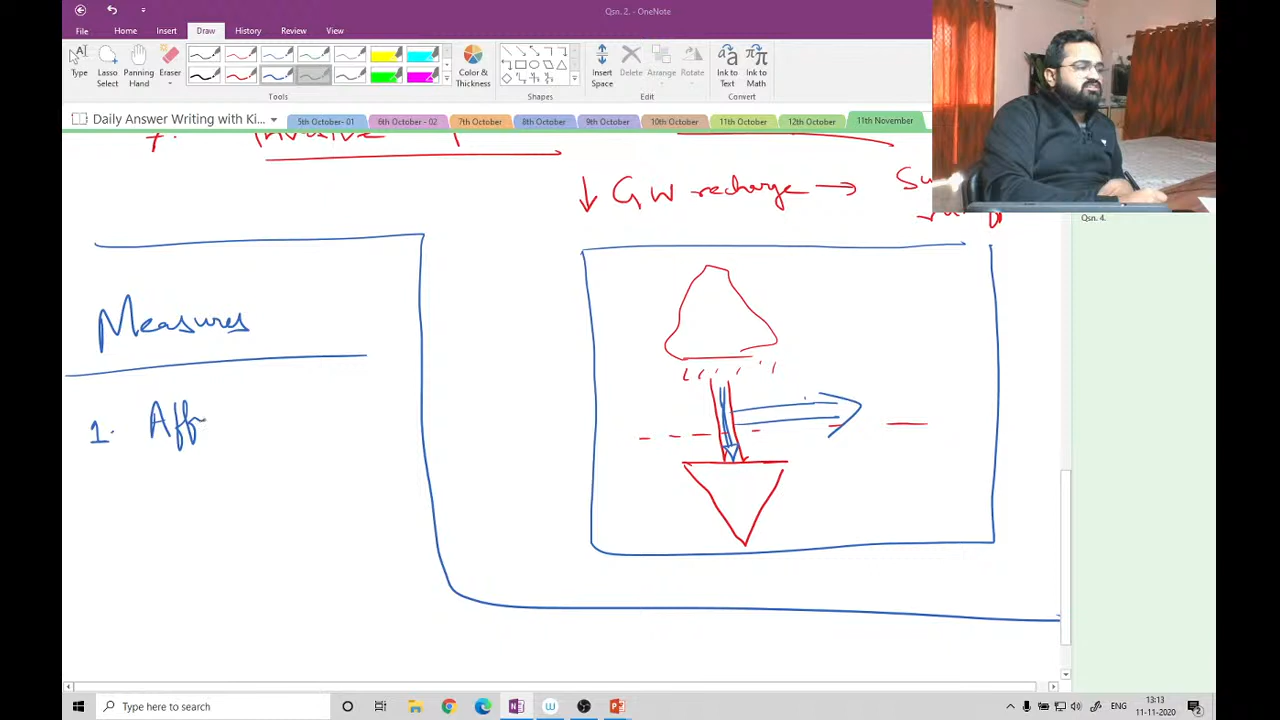 Qsn. 2. - OneNote
File Home Insert Draw History Review View
Type Lasso Select Panning Hand Eraser Color & Thickness Insert Space Delete Arrange Rotate Ink to Text Ink to Math
Tools Shapes Edit Convert
Daily Answer Writing with Ki... 5th October- 01 6th October - 02 7th October 8th October 9th October 10th October 11th October 12th October 11th November
↓ GW recharge →
Qsn. 4.
Measures
1. Aff
Type here to search
13:13
11-11-2020